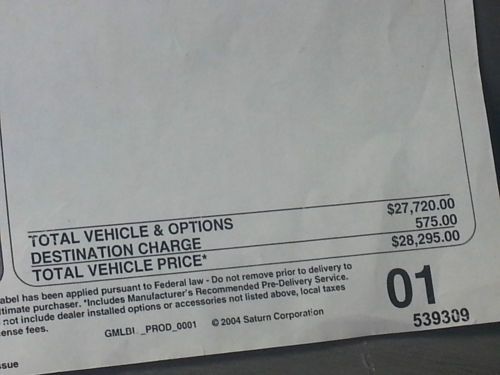 TOTAL VEHICLE & OPTIONS $27,720.00
DESTINATION CHARGE 575.00
TOTAL VEHICLE PRICE* $28,295.00
abel has been applied pursuant to Federal law - Do not remove prior to delivery to
timate purchaser. *Includes Manufacturer's Recommended Pre-Delivery Service.
not include dealer installed options or accessories not listed above, local taxes
ense fees.
GMLBI _PROD_0001 © 2004 Saturn Corporation
01
539309
sue